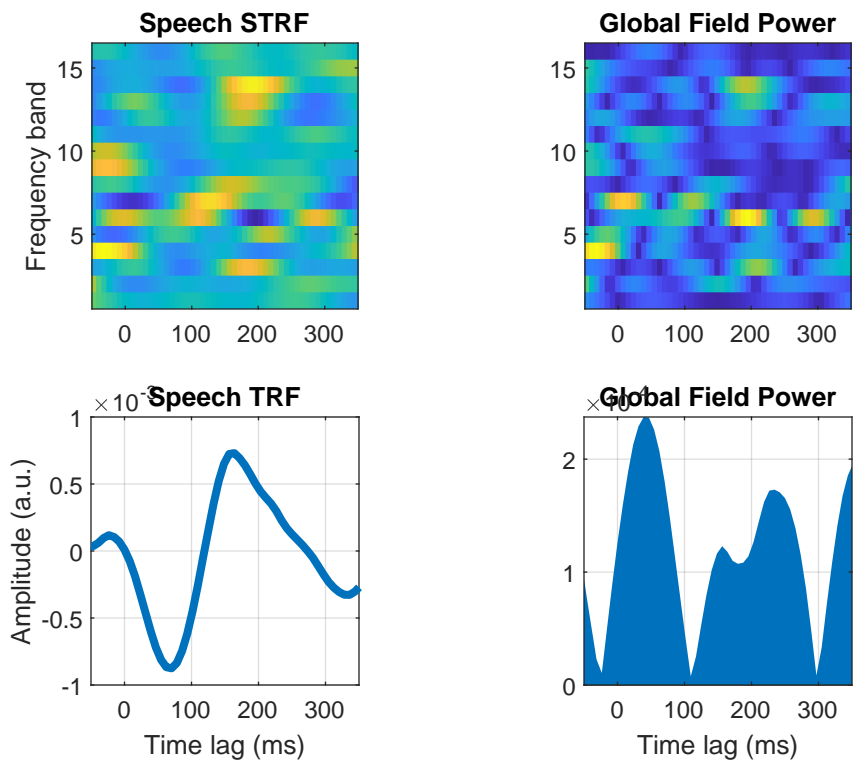 Speech STRF
Global Field Power
Frequency band
15
10
5
0 100 200 300
15
10
5
0 100 200 300
Speech TRF
×10⁻³
Amplitude (a.u.)
1
0.5
0
-0.5
-1
0 100 200 300
Time lag (ms)
Global Field Power
2
1
0
0 100 200 300
Time lag (ms)